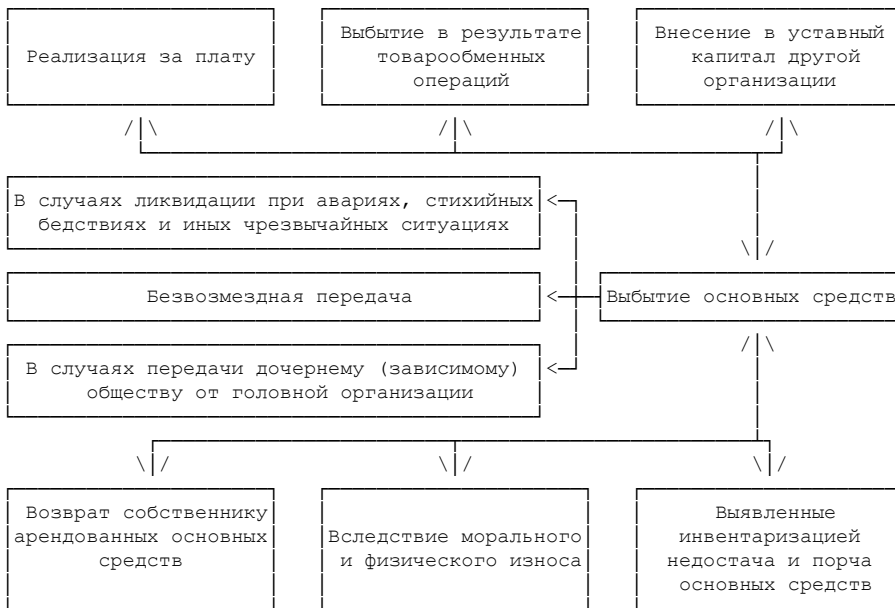 Реализация за плату
Выбытие в результате
товарообменных
операций
Внесение в уставный
капитал другой
организации
В случаях ликвидации при авариях, стихийных
бедствиях и иных чрезвычайных ситуациях
Безвозмездная передача
Выбытие основных средств
В случаях передачи дочернему (зависимому)
обществу от головной организации
Возврат собственнику
арендованных основных
средств
Вследствие морального
и физического износа
Выявленные
инвентаризацией
недостача и порча
основных средств